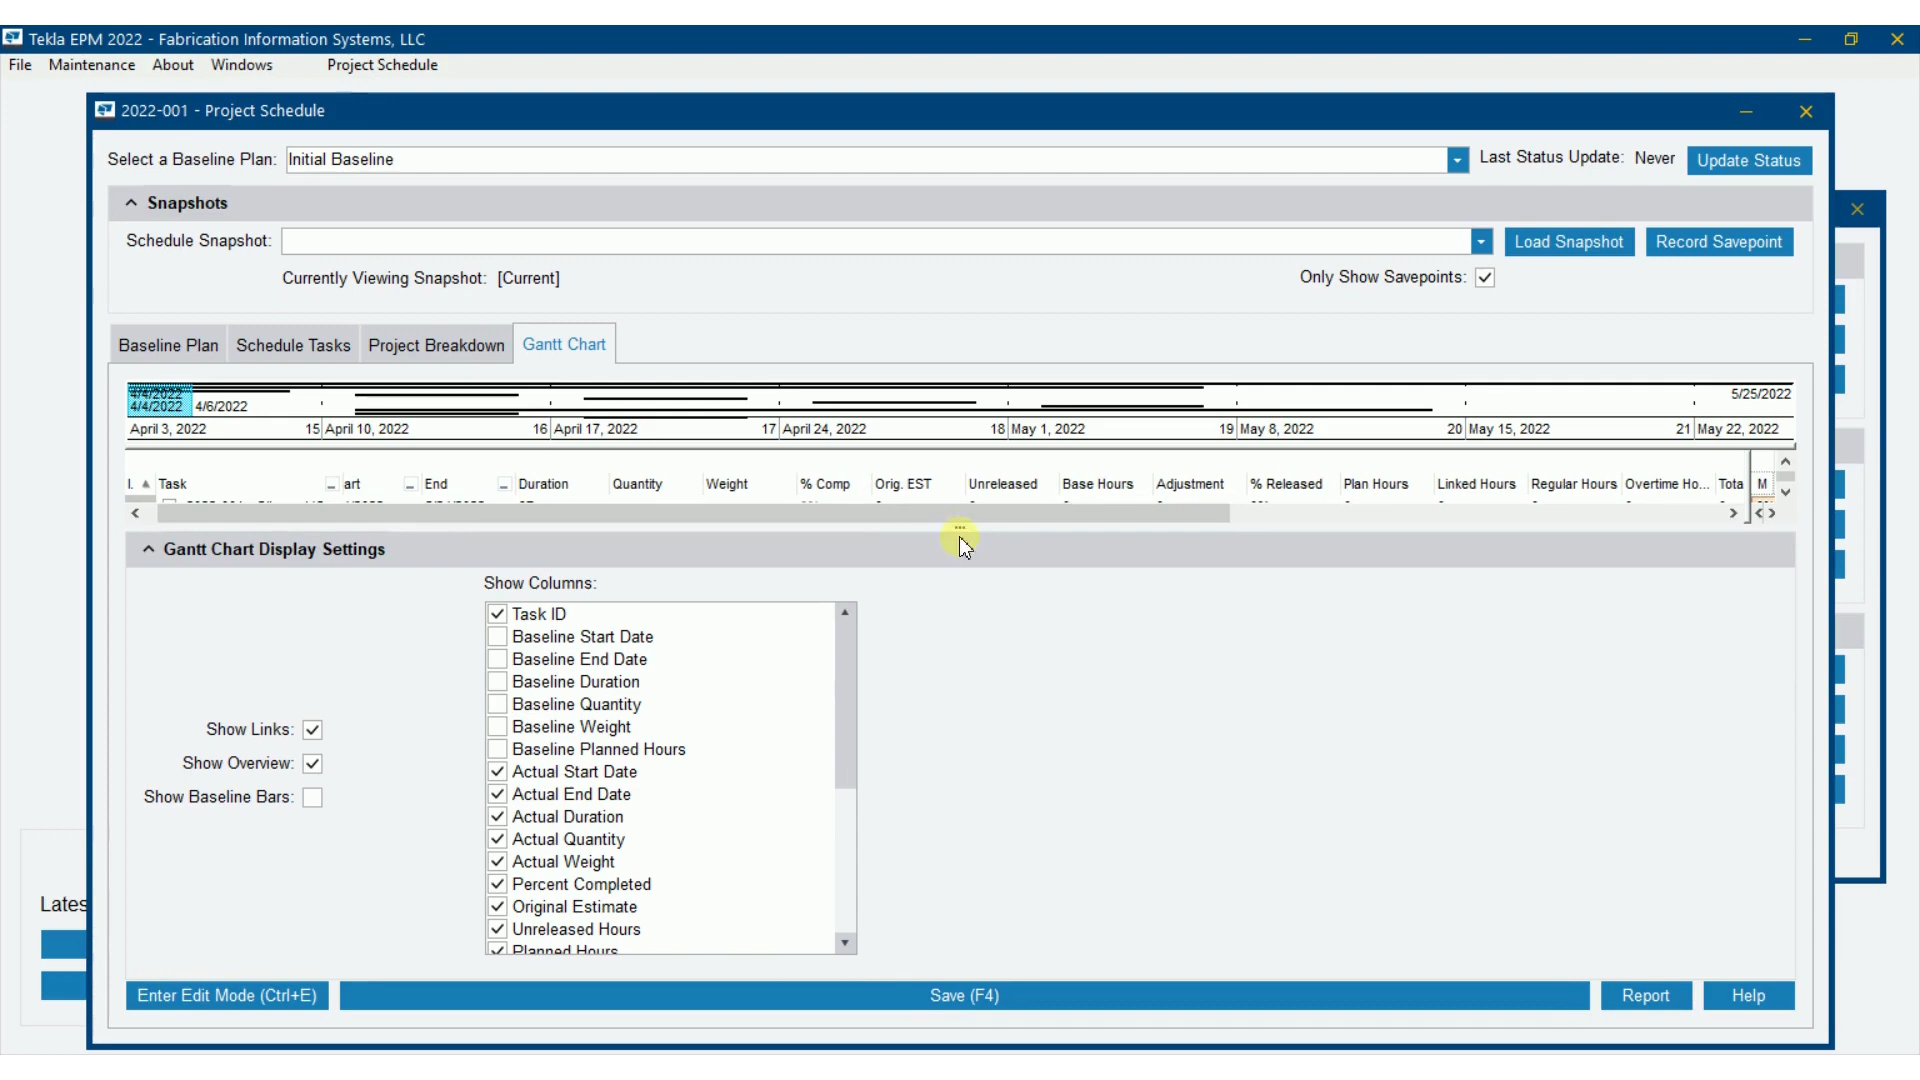 Tekla EPM 2022 - Fabrication Information Systems, LLC
File Maintenance About Windows Project Schedule
2022-001 - Project Schedule
Select a Baseline Plan: Initial Baseline Last Status Update: Never Update Status
Snapshots
Schedule Snapshot: Load Snapshot Record Savepoint
Currently Viewing Snapshot: [Current] Only Show Savepoints:
Baseline Plan Schedule Tasks Project Breakdown Gantt Chart
4/4/2022 5/25/2022
4/4/2022 4/6/2022
April 3, 2022 15 April 10, 2022 16 April 17, 2022 17 April 24, 2022 18 May 1, 2022 19 May 8, 2022 20 May 15, 2022 21 May 22, 2022
I. Task art End Duration Quantity Weight % Comp Orig. EST Unreleased Base Hours Adjustment % Released Plan Hours Linked Hours Regular Hours Overtime Ho... Tota M
Gantt Chart Display Settings
Show Columns:
Task ID
Baseline Start Date
Baseline End Date
Baseline Duration
Baseline Quantity
Show Links:
Baseline Weight
Baseline Planned Hours
Show Overview:
Actual Start Date
Show Baseline Bars:
Actual End Date
Actual Duration
Actual Quantity
Actual Weight
Percent Completed
Original Estimate
Lates
Unreleased Hours
Planned Hours
Enter Edit Mode (Ctrl+E) Save (F4) Report Help